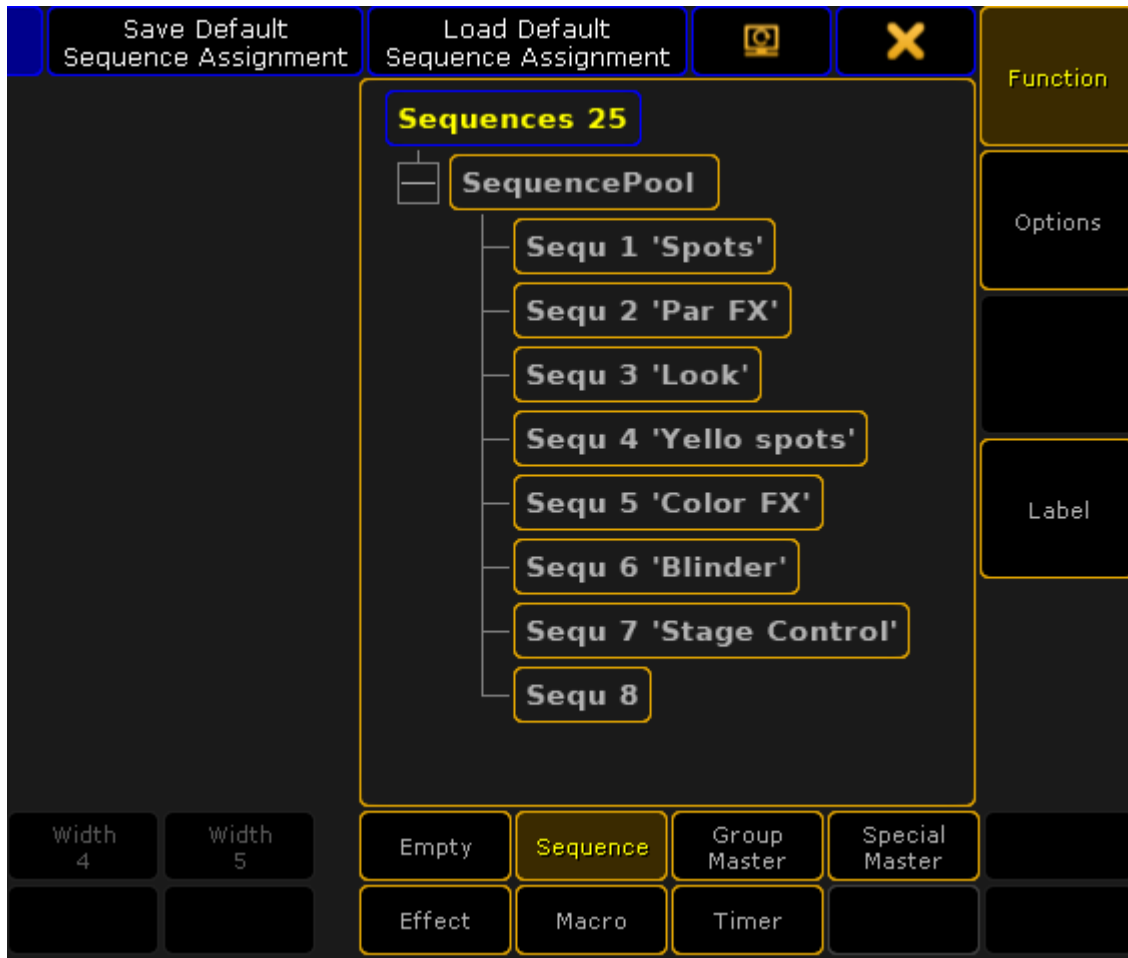 Save Default
Sequence Assignment
Load Default
Sequence Assignment
Function
Sequences 25
SequencePool
Sequ 1 'Spots'
Options
Sequ 2 'Par FX'
Sequ 3 'Look'
Sequ 4 'Yello spots'
Sequ 5 'Color FX'
Label
Sequ 6 'Blinder'
Sequ 7 'Stage Control'
Sequ 8
Width
4
Width
5
Empty
Sequence
Group
Master
Special
Master
Effect
Macro
Timer